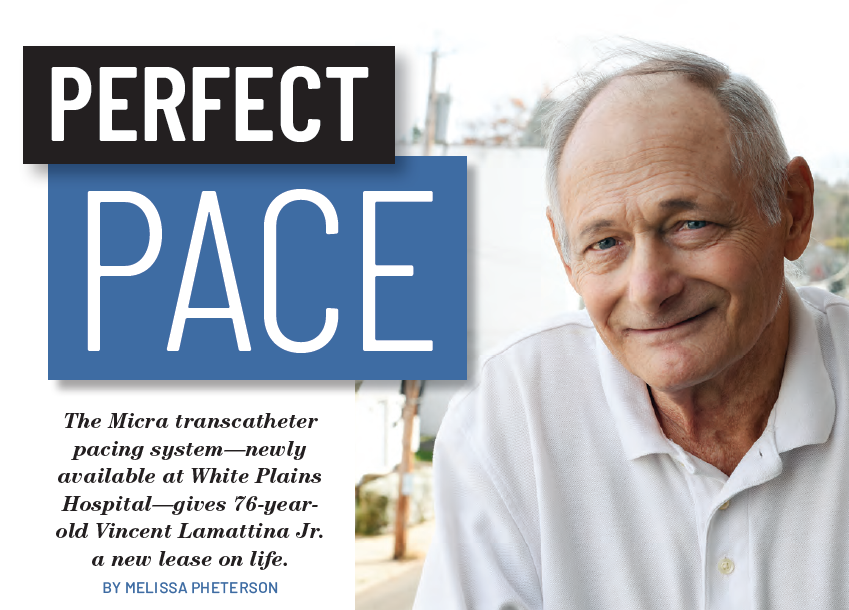 PERFECT
PACE
The Micra transcatheter
pacing system—newly
available at White Plains
Hospital—gives 76-year-
old Vincent Lamattina Jr.
a new lease on life.
BY MELISSA PHETERSON